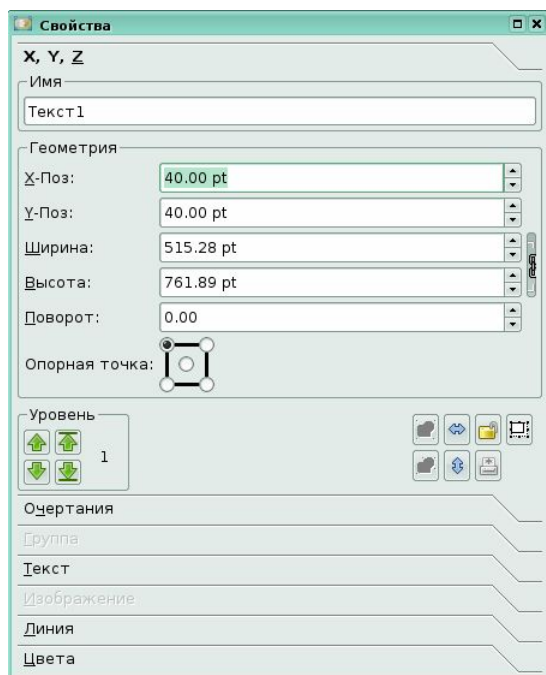 Свойства
X, Y, Z
Имя
Текст1
Геометрия
X-Поз: 40.00 pt
Y-Поз: 40.00 pt
Ширина: 515.28 pt
Высота: 761.89 pt
Поворот: 0.00
Опорная точка:
Уровень
1
Очертания
Группа
Текст
Изображение
Линия
Цвета